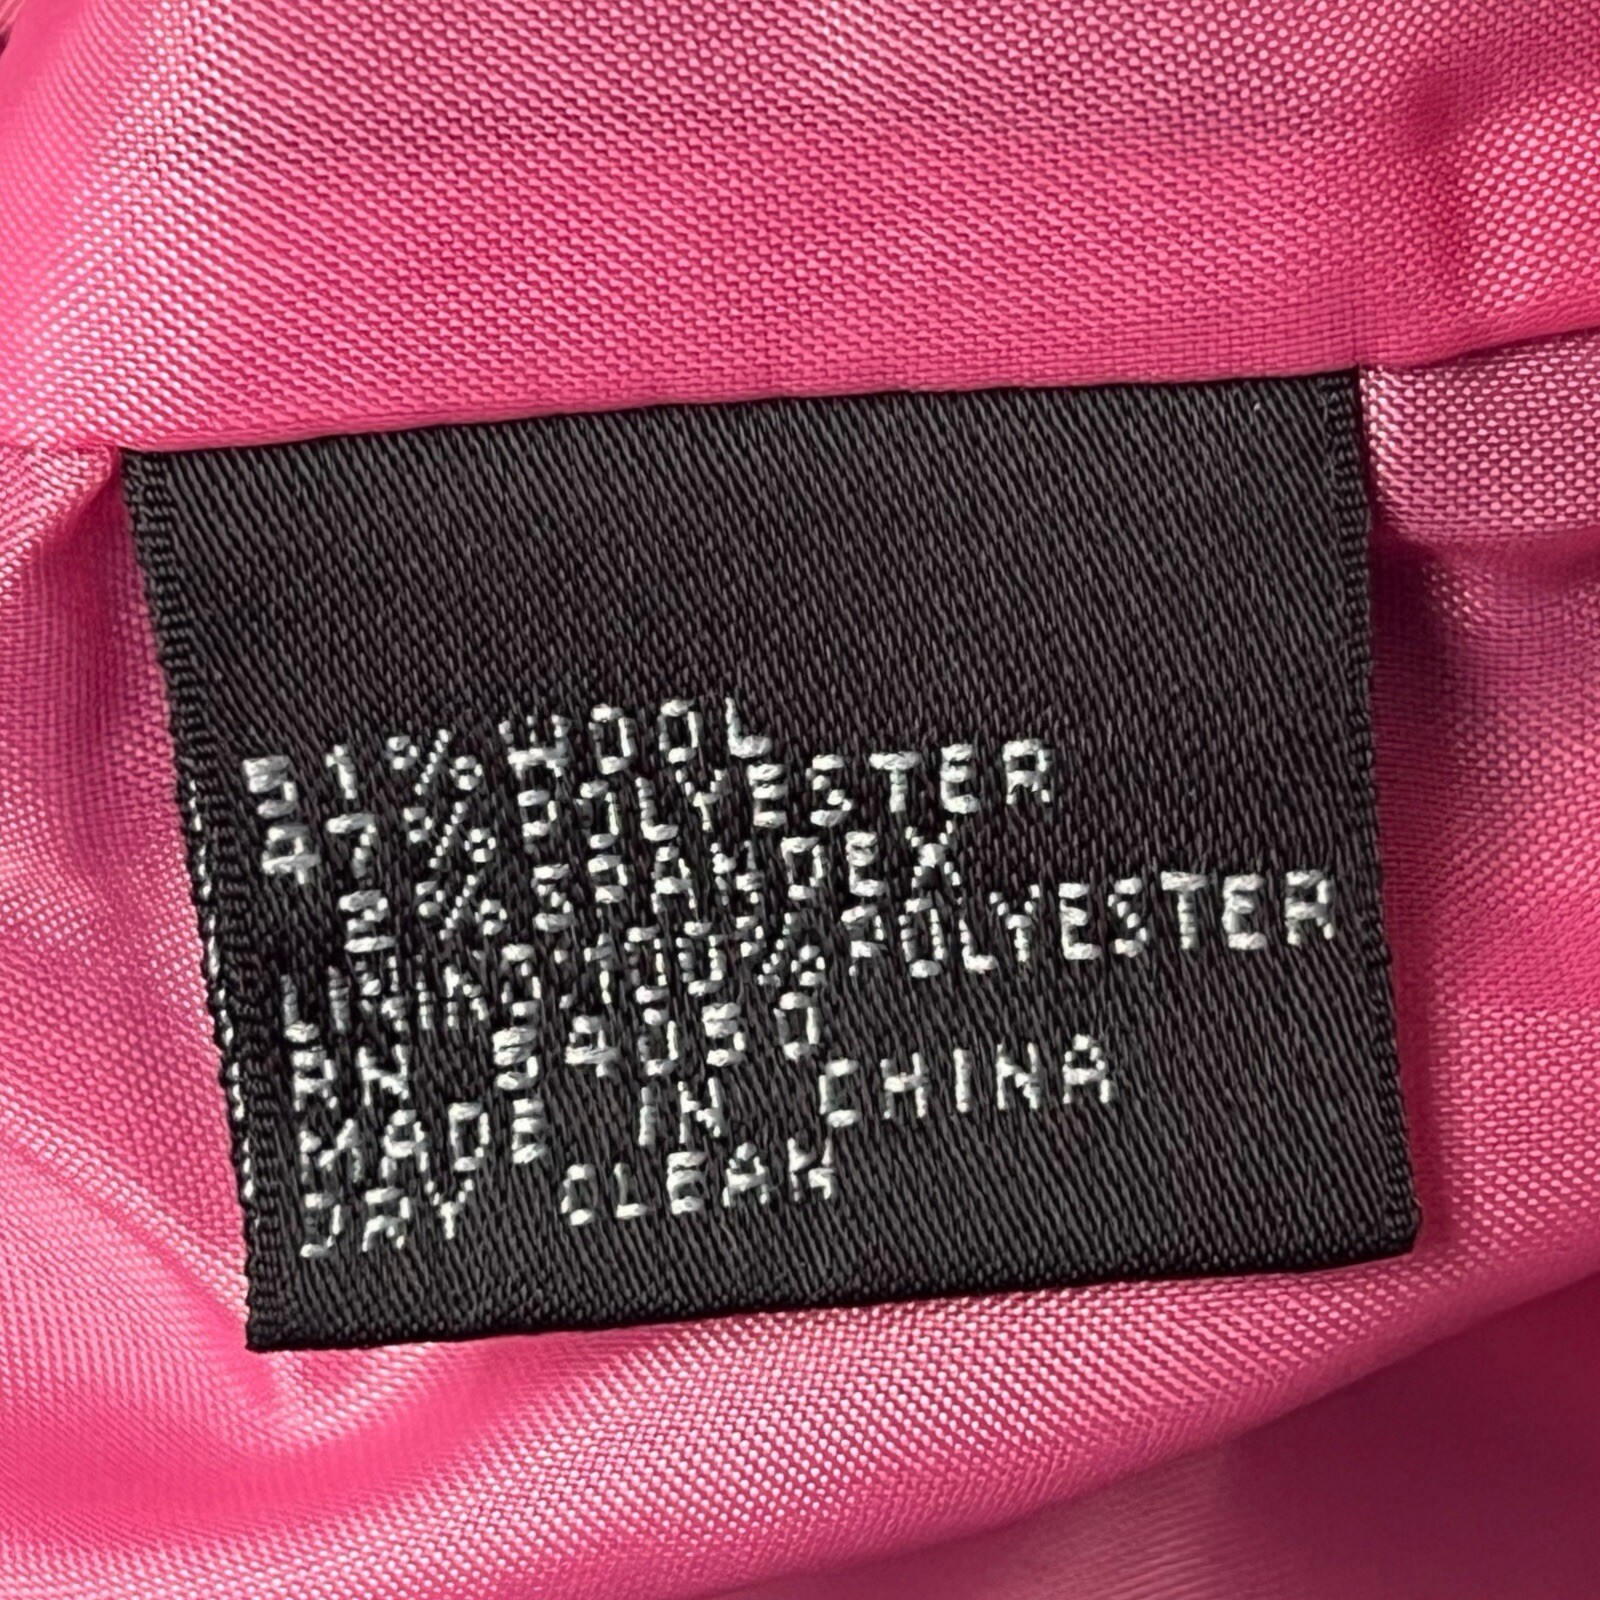 51% WOOL
47% POLYESTER
2% SPANDEX
LINING:100% POLYESTER
RN 54050
MADE IN CHINA
DRY CLEAN